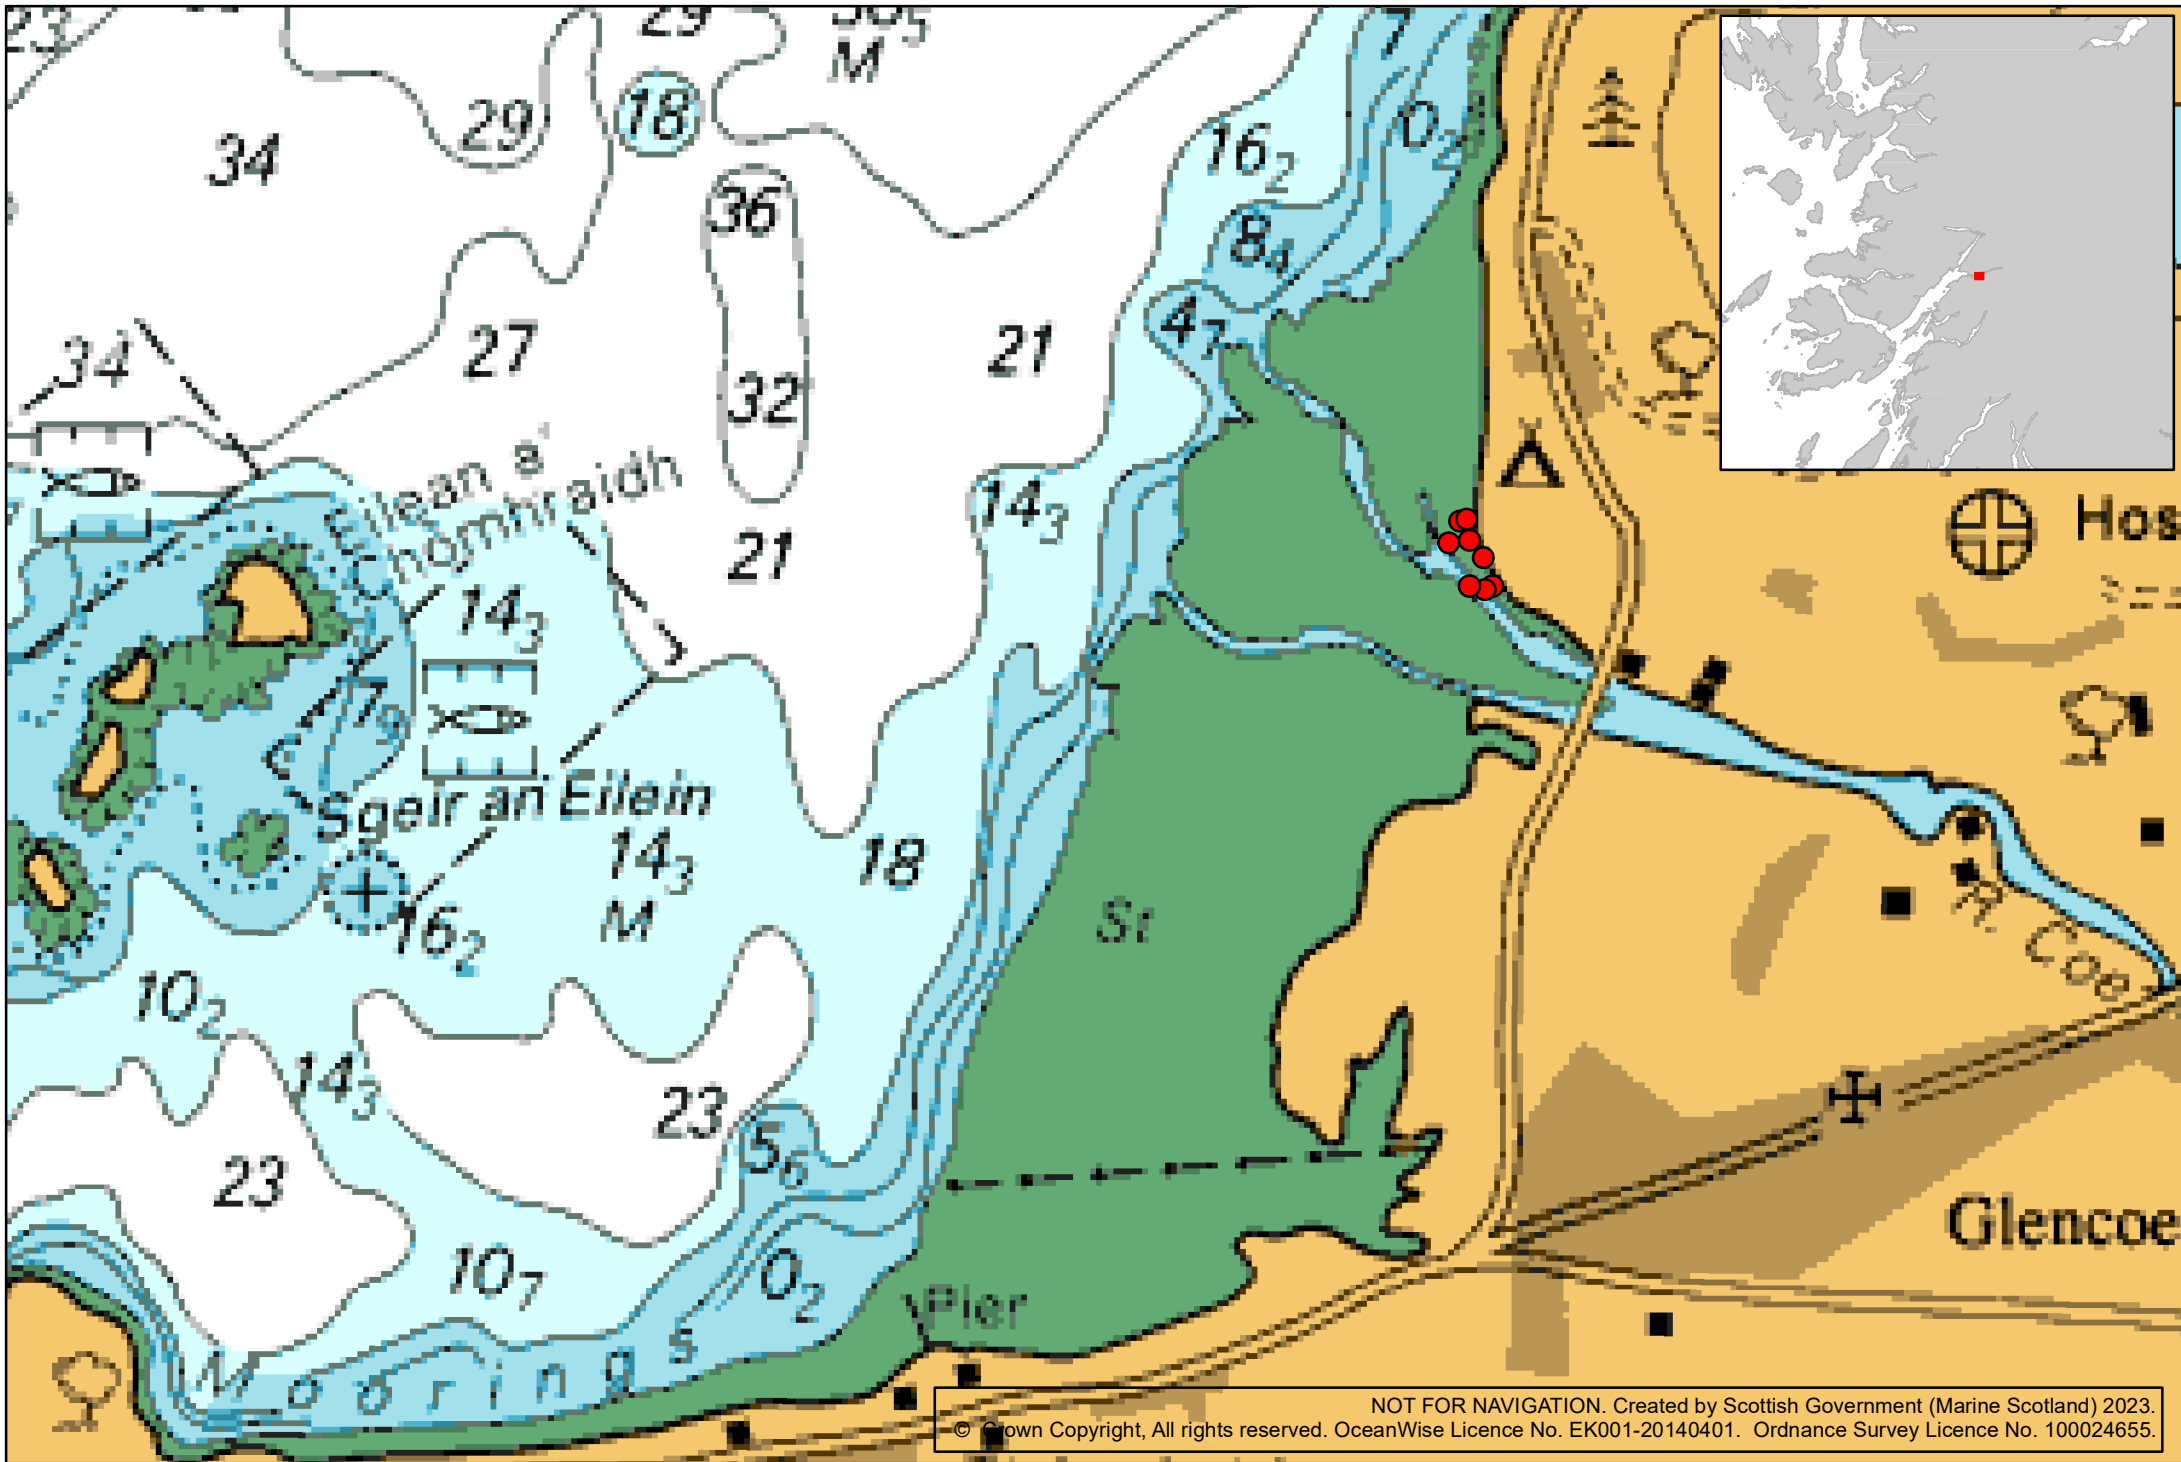 29
M
29
18
34
16₂
0₂
36
8₄
4₇
34
27
21
32
Eilean a'
Chomhraidh
14₃
Hos
21
14₃
7₉
Sgeir an Eilein
14₃
M
18
16₂
St
R. Coe
10₂
14₃
23
5₆
23
Glencoe
10₇
0₂
Pier
Moorings
NOT FOR NAVIGATION. Created by Scottish Government (Marine Scotland) 2023.
© Crown Copyright, All rights reserved. OceanWise Licence No. EK001-20140401. Ordnance Survey Licence No. 100024655.